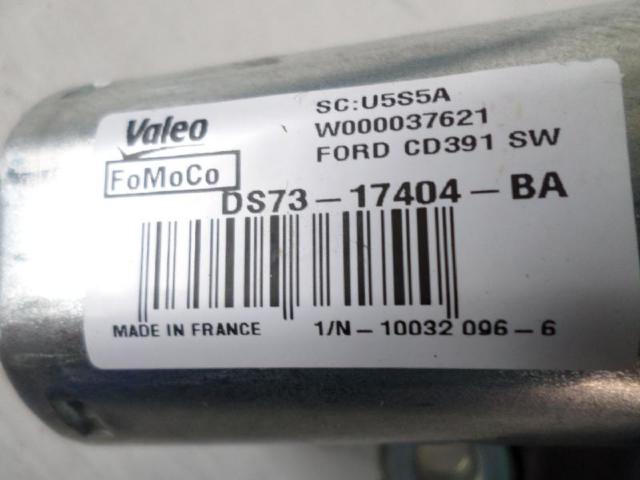 SC:U5S5A
Valeo W000037621
FORD CD391 SW
FoMoCo
DS73-17404-BA
MADE IN FRANCE 1/N-10032 096-6